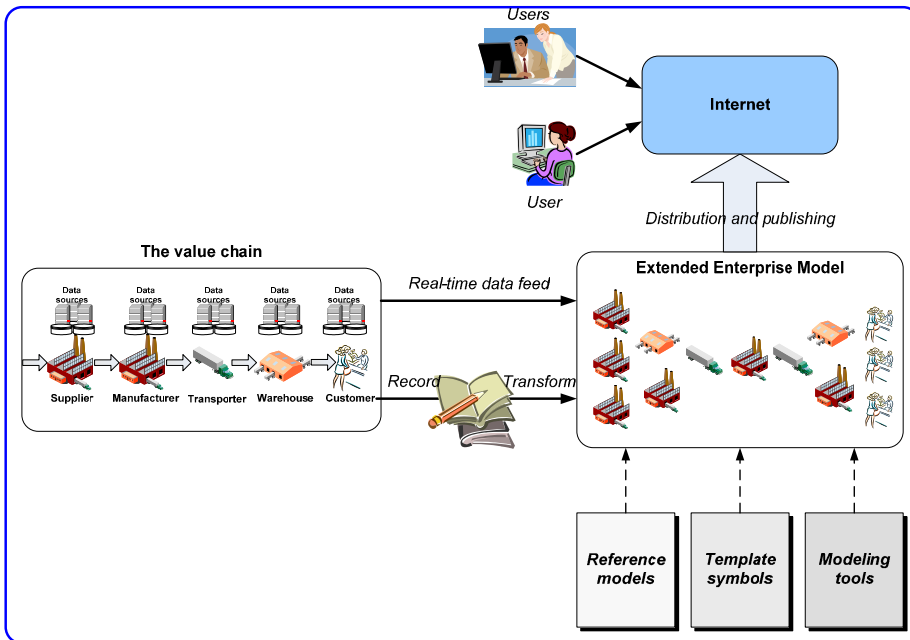 Users
Internet
User
Distribution and publishing
The value chain
Extended Enterprise Model
Data sources
Data sources
Data sources
Data sources
Data sources
Real-time data feed
Supplier
Manufacturer
Transporter
Warehouse
Customer
Record
Transform
Reference
models
Template
symbols
Modeling
tools